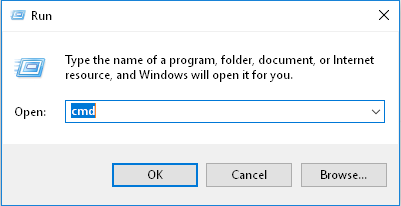 Run
Type the name of a program, folder, document, or Internet
resource, and Windows will open it for you.
Open: cmd
OK Cancel Browse...